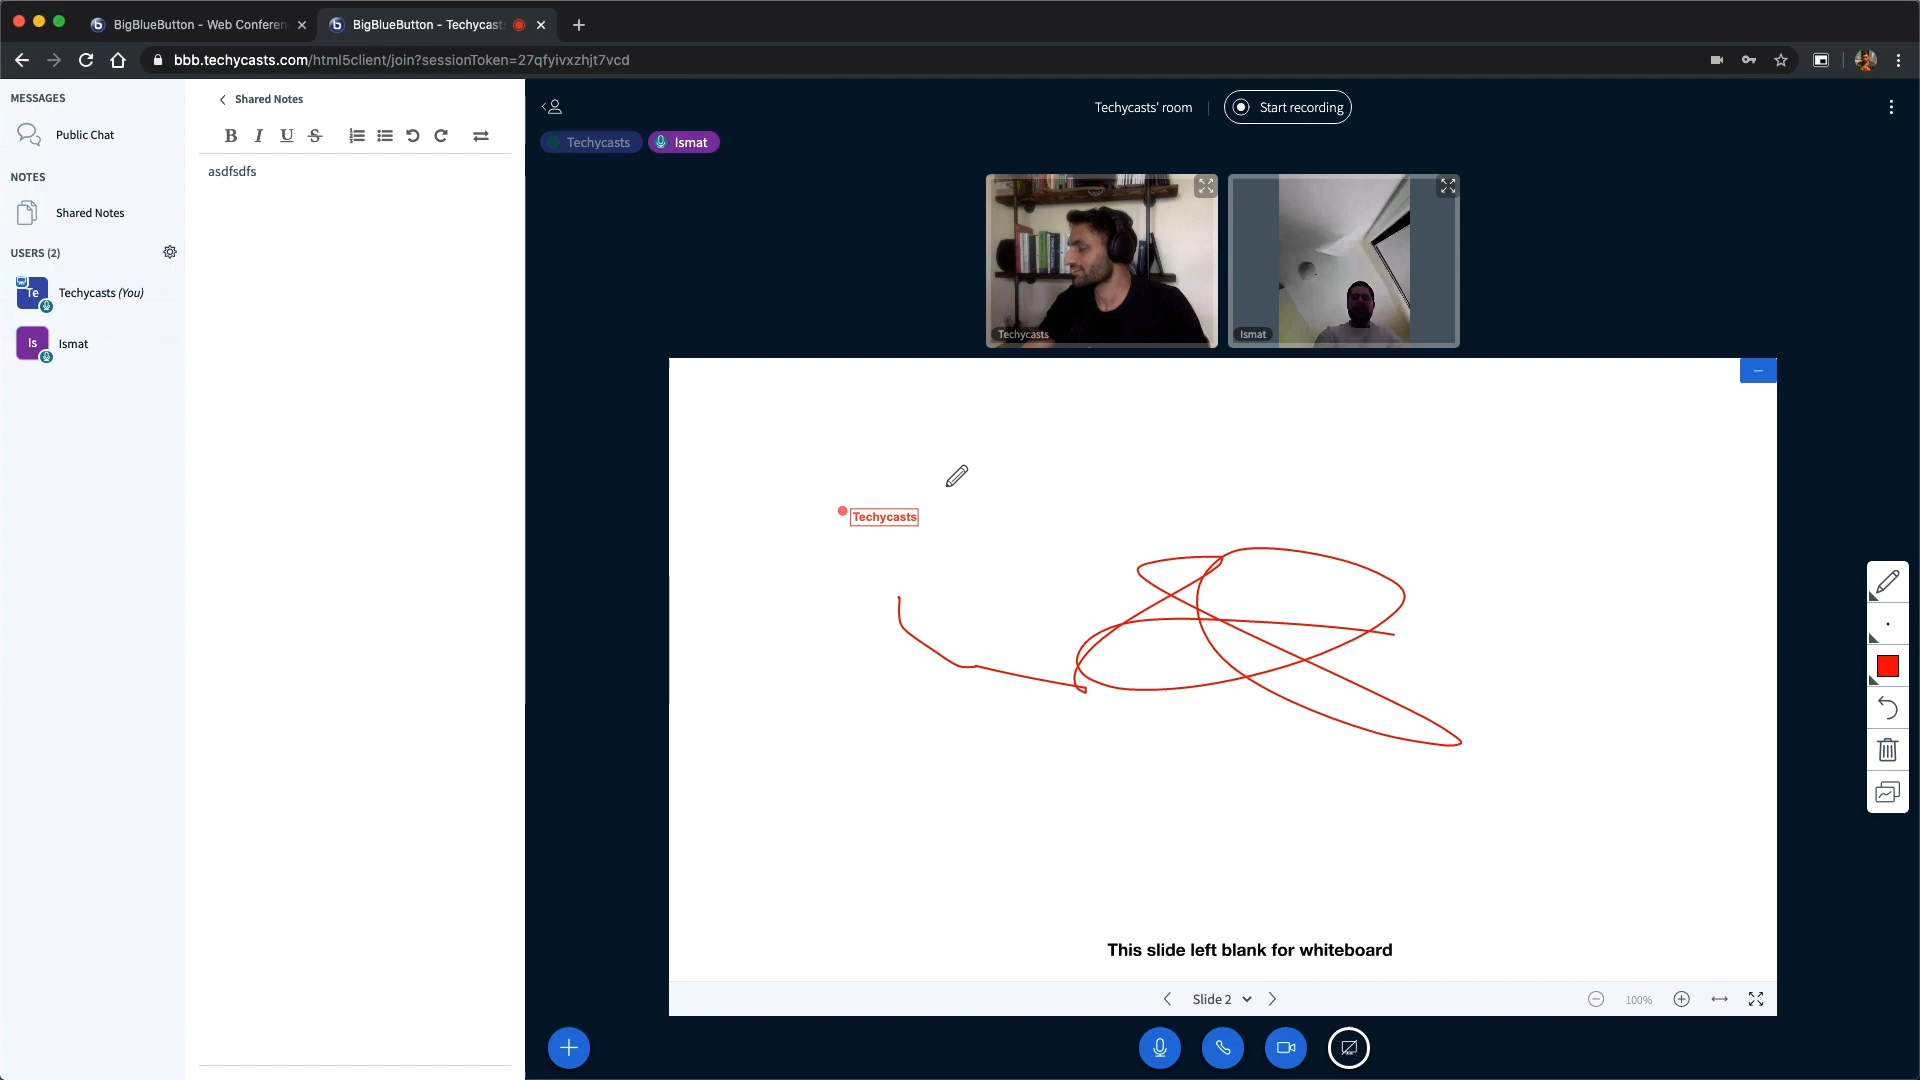 BigBlueButton - Web Conferen
BigBlueButton - Techycast
bbb.techycasts.com/html5client/join?sessionToken=27qfyivxzhjt7vcd
MESSAGES
Public Chat
NOTES
Shared Notes
USERS (2)
Te
Techycasts (You)
Is
Ismat
Shared Notes
B I U S
asdfsdfs
Techycasts' room
Start recording
Techycasts
Ismat
Techycasts
Ismat
Techycasts
This slide left blank for whiteboard
Slide 2
100%